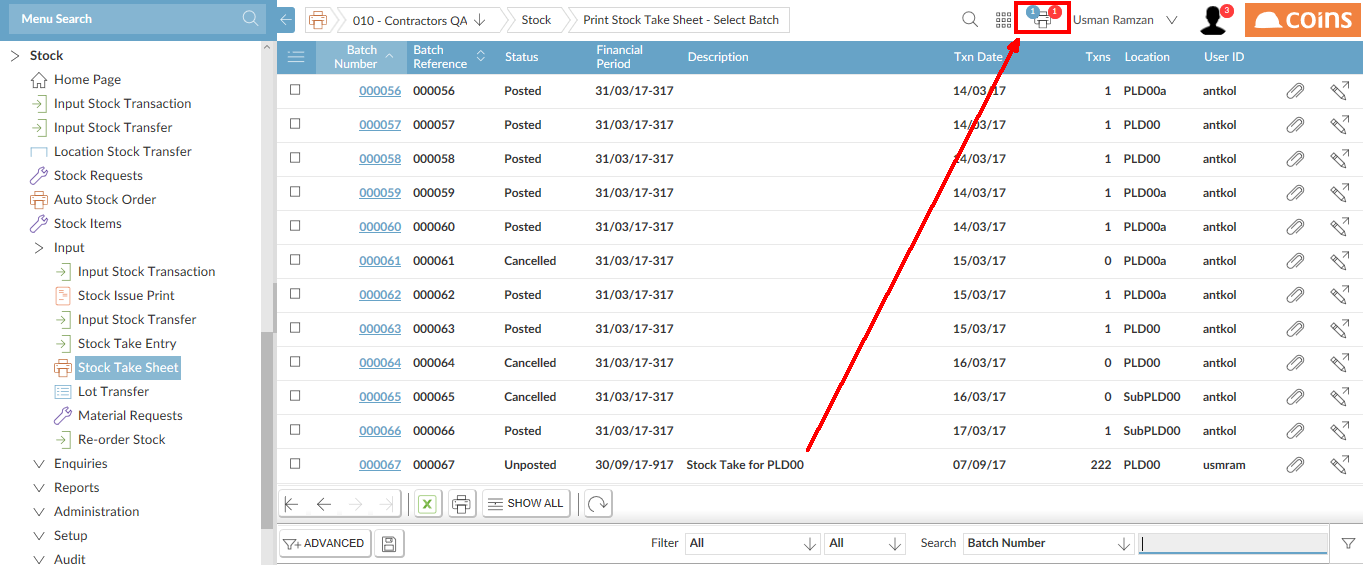 Menu Search
010 - Contractors QA
Stock
Print Stock Take Sheet - Select Batch
1
1
Usman Ramzan
3
coins
Stock
Home Page
Input Stock Transaction
Input Stock Transfer
Location Stock Transfer
Stock Requests
Auto Stock Order
Stock Items
Input
Input Stock Transaction
Stock Issue Print
Input Stock Transfer
Stock Take Entry
Stock Take Sheet
Lot Transfer
Material Requests
Re-order Stock
Enquiries
Reports
Administration
Setup
Audit
Batch Number Batch Reference Status Financial Period Description Txn Date Txns Location User ID
000056 000056 Posted 31/03/17-317 14/03/17 1 PLD00a antkol
000057 000057 Posted 31/03/17-317 14/03/17 1 PLD00 antkol
000058 000058 Posted 31/03/17-317 14/03/17 1 PLD00 antkol
000059 000059 Posted 31/03/17-317 14/03/17 1 PLD00a antkol
000060 000060 Posted 31/03/17-317 14/03/17 1 PLD00a antkol
000061 000061 Cancelled 31/03/17-317 15/03/17 0 PLD00a antkol
000062 000062 Posted 31/03/17-317 15/03/17 1 PLD00a antkol
000063 000063 Posted 31/03/17-317 15/03/17 1 PLD00 antkol
000064 000064 Cancelled 31/03/17-317 16/03/17 0 PLD00 antkol
000065 000065 Cancelled 31/03/17-317 16/03/17 0 SubPLD00 antkol
000066 000066 Posted 31/03/17-317 17/03/17 1 SubPLD00 antkol
000067 000067 Unposted 30/09/17-917 Stock Take for PLD00 07/09/17 222 PLD00 usmram
X
SHOW ALL
ADVANCED
Filter All All Search Batch Number